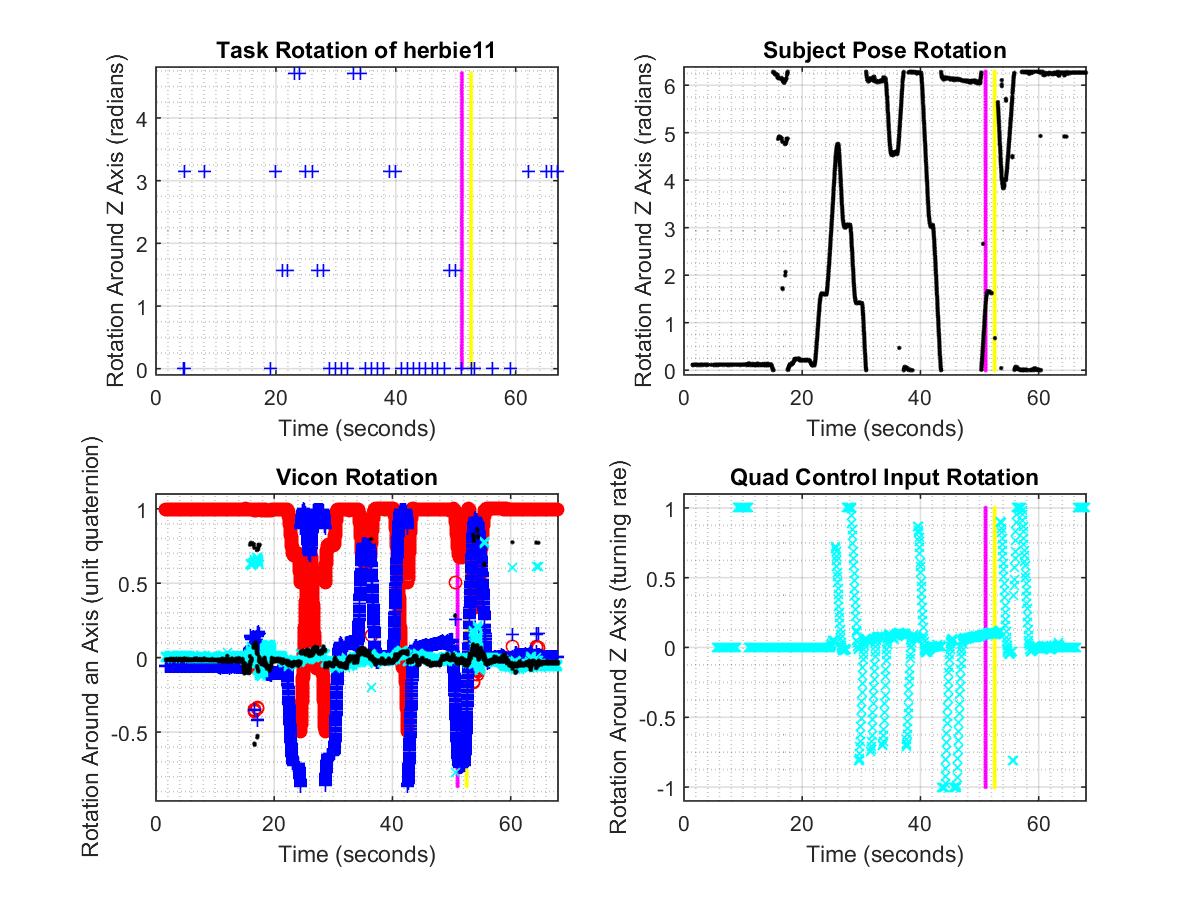 Task Rotation of herbie11
Rotation Around Z Axis (radians)
4
3
2
1
0
0 20 40 60
Time (seconds)
Subject Pose Rotation
Rotation Around Z Axis (radians)
6
5
4
3
2
1
0
0 20 40 60
Time (seconds)
Vicon Rotation
Rotation Around an Axis (unit quaternion)
1
0.5
0
-0.5
0 20 40 60
Time (seconds)
Quad Control Input Rotation
Rotation Around Z Axis (turning rate)
1
0.5
0
-0.5
-1
0 20 40 60
Time (seconds)